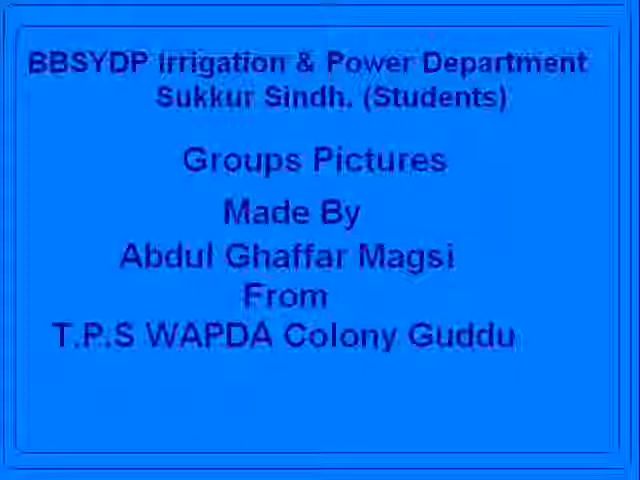 BBSYDP Irrigation & Power Department
Sukkur Sindh. (Students)
Groups Pictures
Made By
Abdul Ghaffar Magsi
From
T.P.S WAPDA Colony Guddu